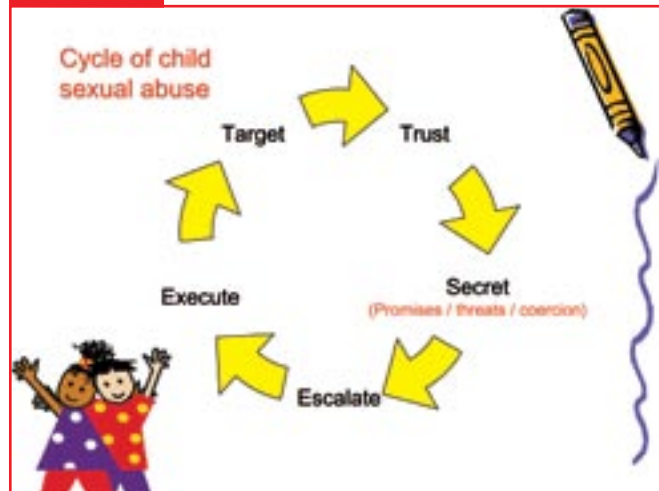 Cycle of child
sexual abuse
Target
Trust
Secret
(Promises / threats / coercion)
Escalate
Execute